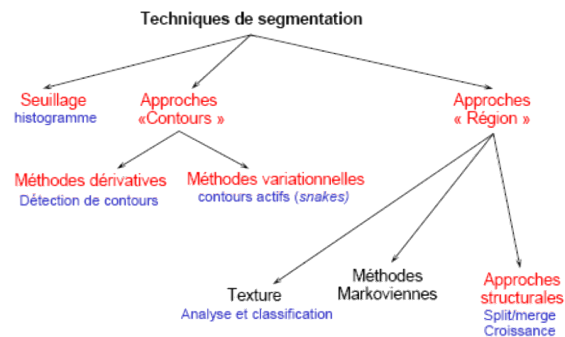 Techniques de segmentation
Seuillage
histogramme
Approches
«Contours »
Approches
« Région »
Méthodes dérivatives
Détection de contours
Méthodes variationnelles
contours actifs (snakes)
Texture
Analyse et classification
Méthodes
Markoviennes
Approches
structurales
Split/merge
Croissance